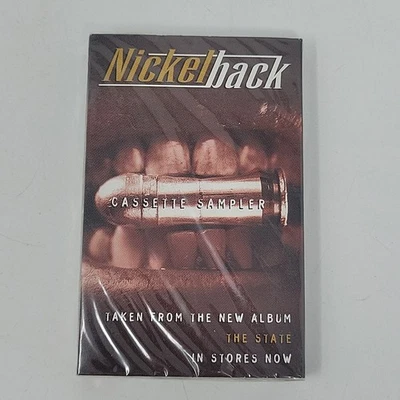 Nickelback
CASSETTE SAMPLER
TAKEN FROM THE NEW ALBUM
THE STATE
IN STORES NOW